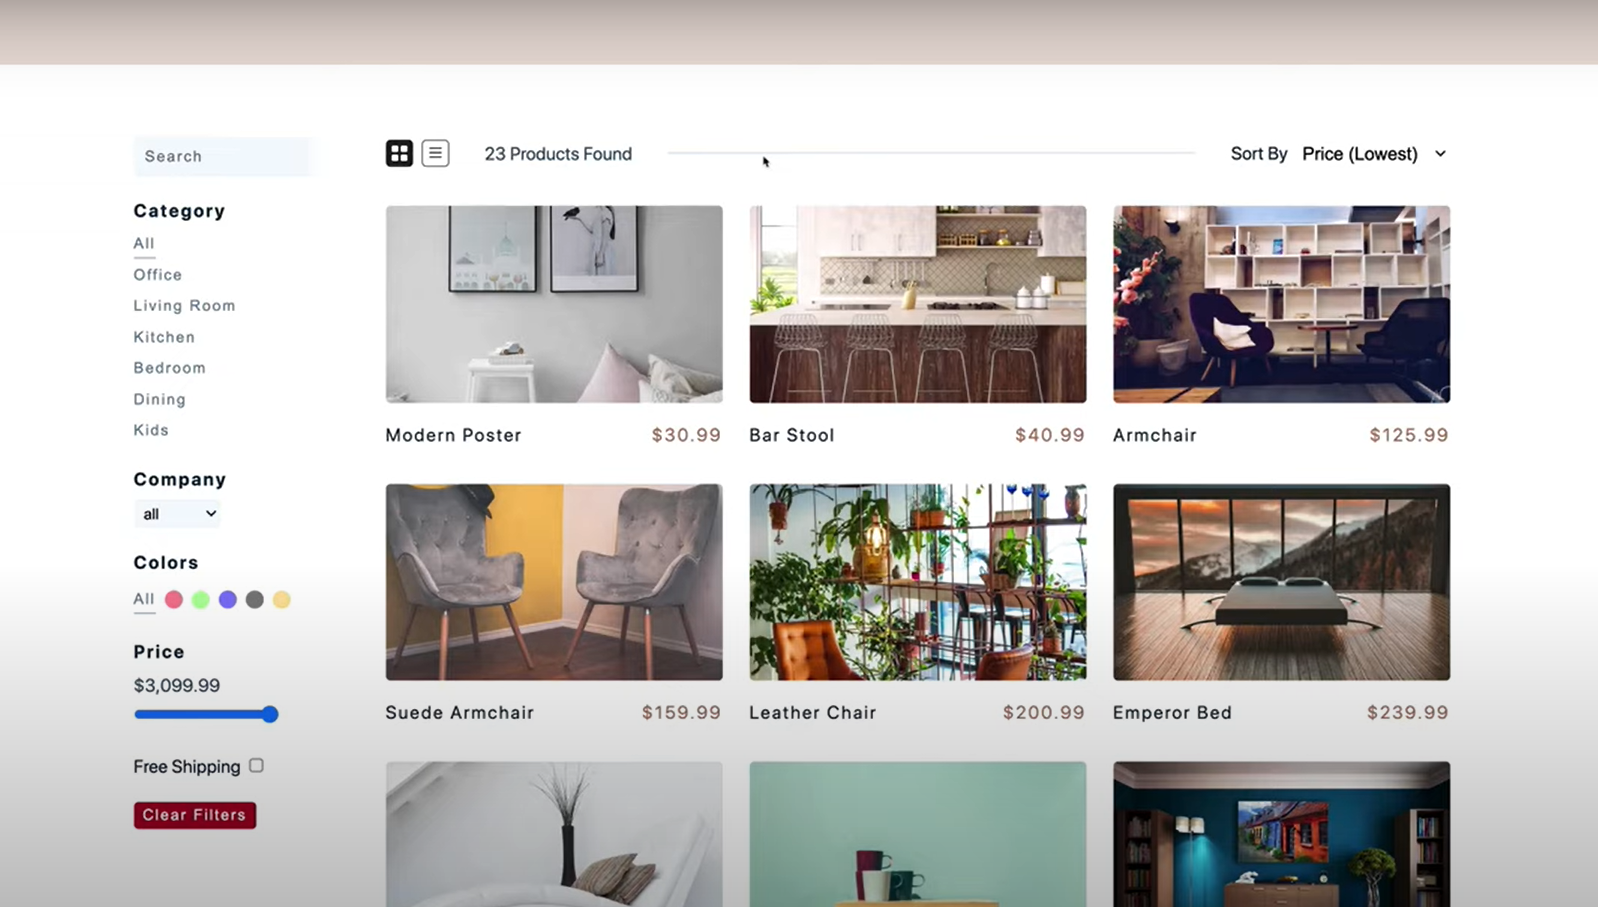 Search
Category
All
Office
Living Room
Kitchen
Bedroom
Dining
Kids
Company
all
Colors
All
Price
$3,099.99
Free Shipping
Clear Filters
23 Products Found
Sort By Price (Lowest)
Modern Poster $30.99
Bar Stool $40.99
Armchair $125.99
Suede Armchair $159.99
Leather Chair $200.99
Emperor Bed $239.99